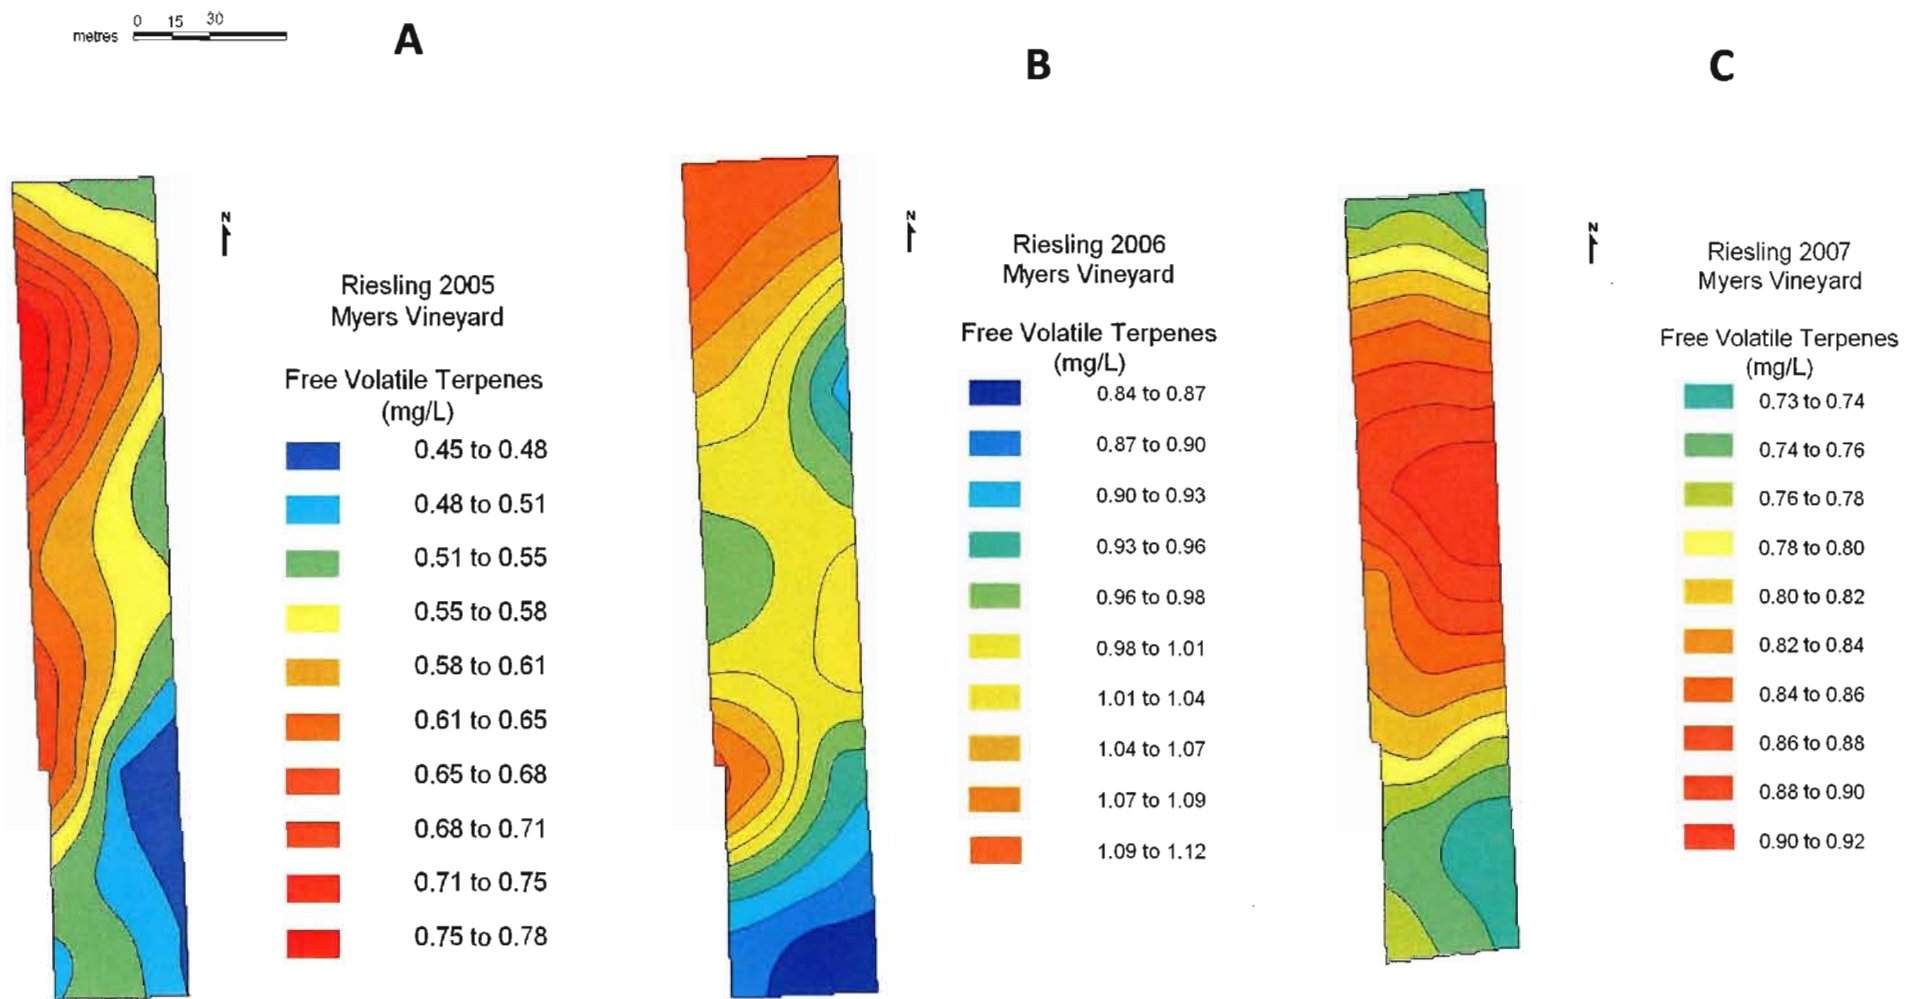 0 15 30
metres
A
B
C
N
Riesling 2005
Myers Vineyard
Free Volatile Terpenes
(mg/L)
0.45 to 0.48
0.48 to 0.51
0.51 to 0.55
0.55 to 0.58
0.58 to 0.61
0.61 to 0.65
0.65 to 0.68
0.68 to 0.71
0.71 to 0.75
0.75 to 0.78
N
Riesling 2006
Myers Vineyard
Free Volatile Terpenes
(mg/L)
0.84 to 0.87
0.87 to 0.90
0.90 to 0.93
0.93 to 0.96
0.96 to 0.98
0.98 to 1.01
1.01 to 1.04
1.04 to 1.07
1.07 to 1.09
1.09 to 1.12
N
Riesling 2007
Myers Vineyard
Free Volatile Terpenes
(mg/L)
0.73 to 0.74
0.74 to 0.76
0.76 to 0.78
0.78 to 0.80
0.80 to 0.82
0.82 to 0.84
0.84 to 0.86
0.86 to 0.88
0.88 to 0.90
0.90 to 0.92